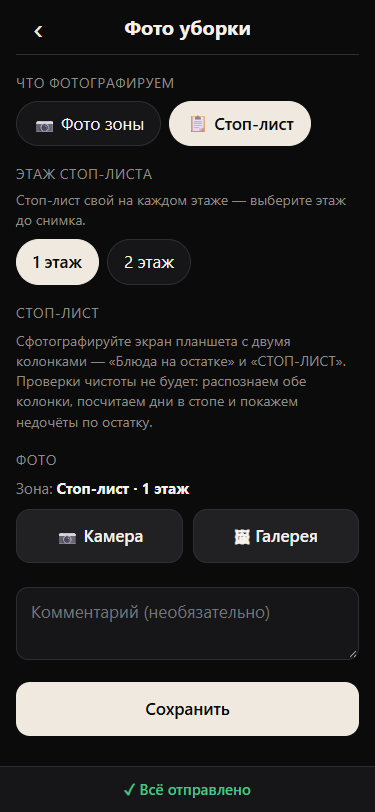 Фото уборки
ЧТО ФОТОГРАФИРУЕМ
Фото зоны
Стоп-лист
ЭТАЖ СТОП-ЛИСТА
Стоп-лист свой на каждом этаже — выберите этаж
до снимка.
1 этаж
2 этаж
СТОП-ЛИСТ
Сфотографируйте экран планшета с двумя
колонками — «Блюда на остатке» и «СТОП-ЛИСТ».
Проверки чистоты не будет: распознаем обе
колонки, посчитаем дни в стопе и покажем
недочёты по остатку.
ФОТО
Зона: Стоп-лист · 1 этаж
Камера
Галерея
Комментарий (необязательно)
Сохранить
✓ Всё отправлено